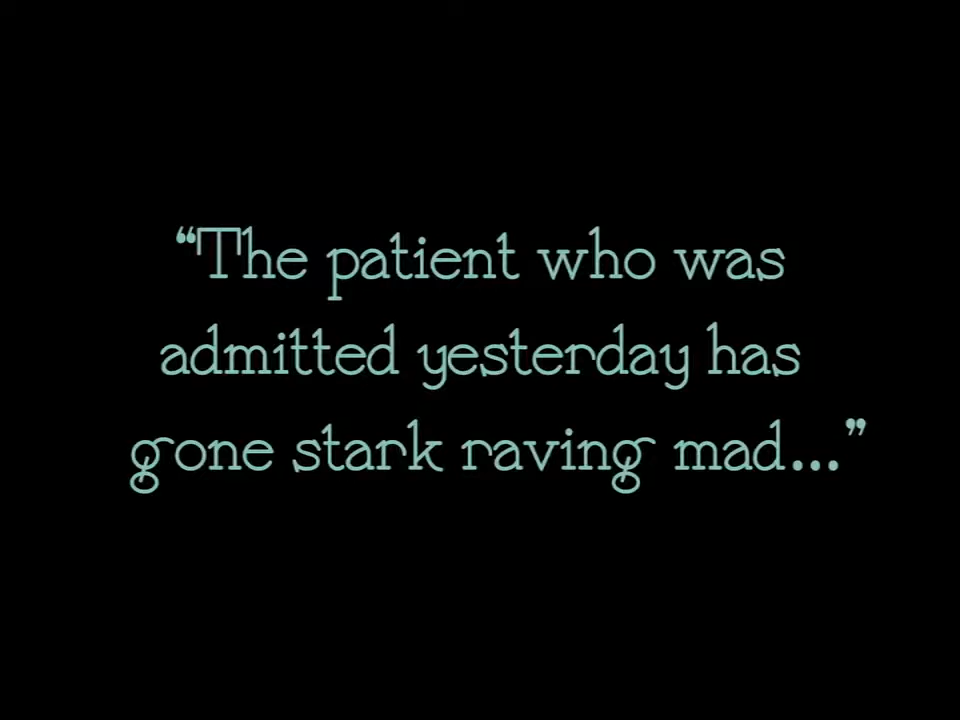 “The patient who was
admitted yesterday has
gone stark raving mad...”